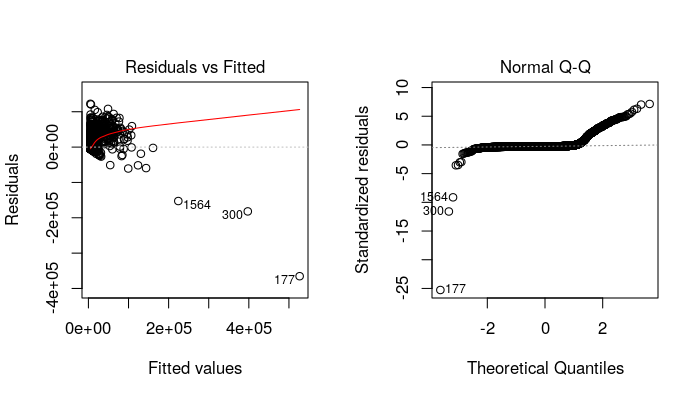 Residuals vs Fitted
Residuals
0e+00
-2e+05
-4e+05
1564
300
177
0e+00
2e+05
4e+05
Fitted values
Normal Q-Q
Standardized residuals
10
5
0
-5
-15
-25
1564
300
177
-2
0
2
Theoretical Quantiles